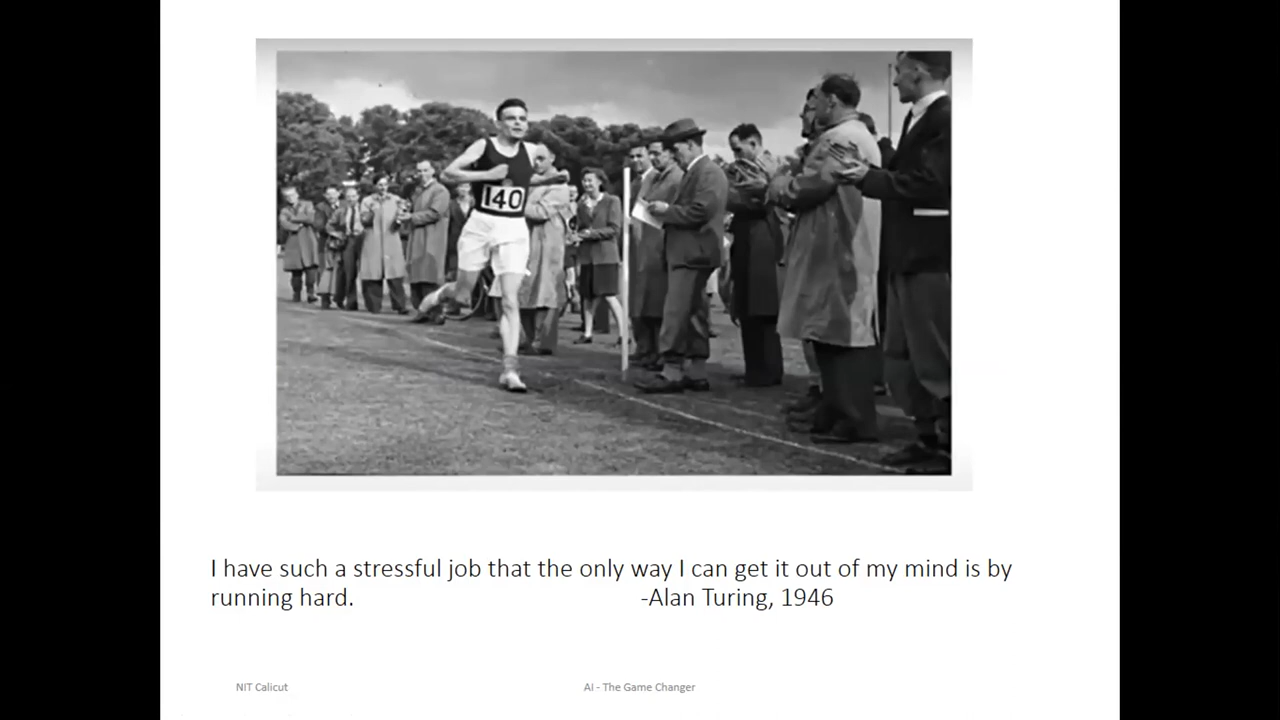 140
I have such a stressful job that the only way I can get it out of my mind is by
running hard. -Alan Turing, 1946
NIT Calicut AI - The Game Changer